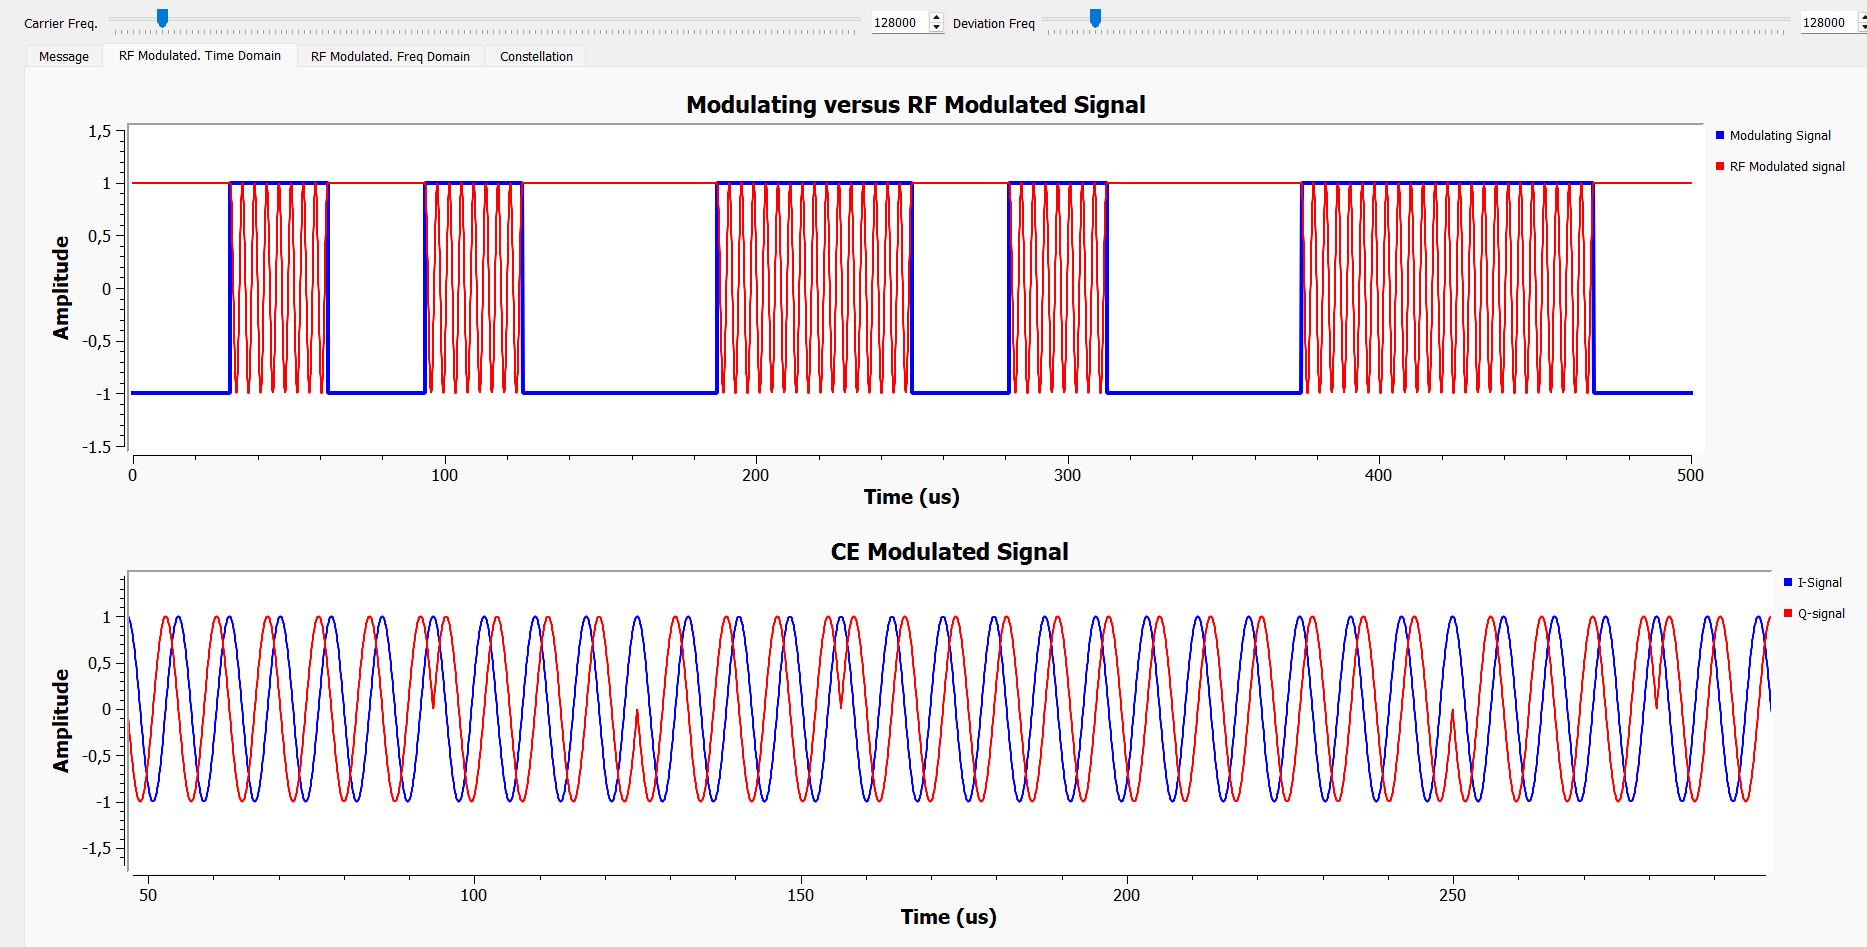 Carrier Freq. 128000 Deviation Freq 128000
Message RF Modulated. Time Domain RF Modulated. Freq Domain Constellation
Modulating versus RF Modulated Signal
1,5
1
0,5
0
-0,5
-1
-1.5
Amplitude
Modulating Signal
RF Modulated signal
0 100 200 300 400 500
Time (us)
CE Modulated Signal
1
0,5
0
-0,5
-1
-1,5
Amplitude
I-Signal
Q-signal
50 100 150 200 250
Time (us)